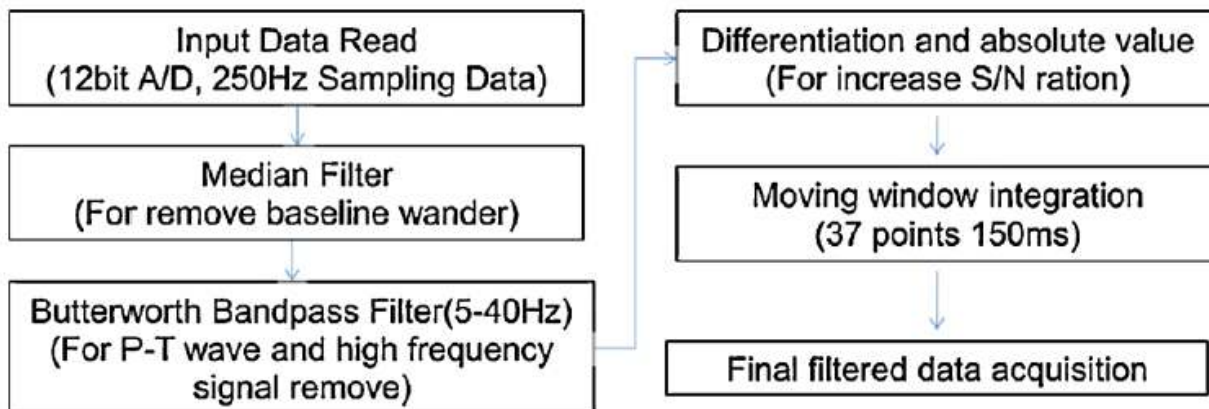 Input Data Read
(12bit A/D, 250Hz Sampling Data)
Median Filter
(For remove baseline wander)
Butterworth Bandpass Filter(5-40Hz)
(For P-T wave and high frequency
signal remove)
Differentiation and absolute value
(For increase S/N ration)
Moving window integration
(37 points 150ms)
Final filtered data acquisition